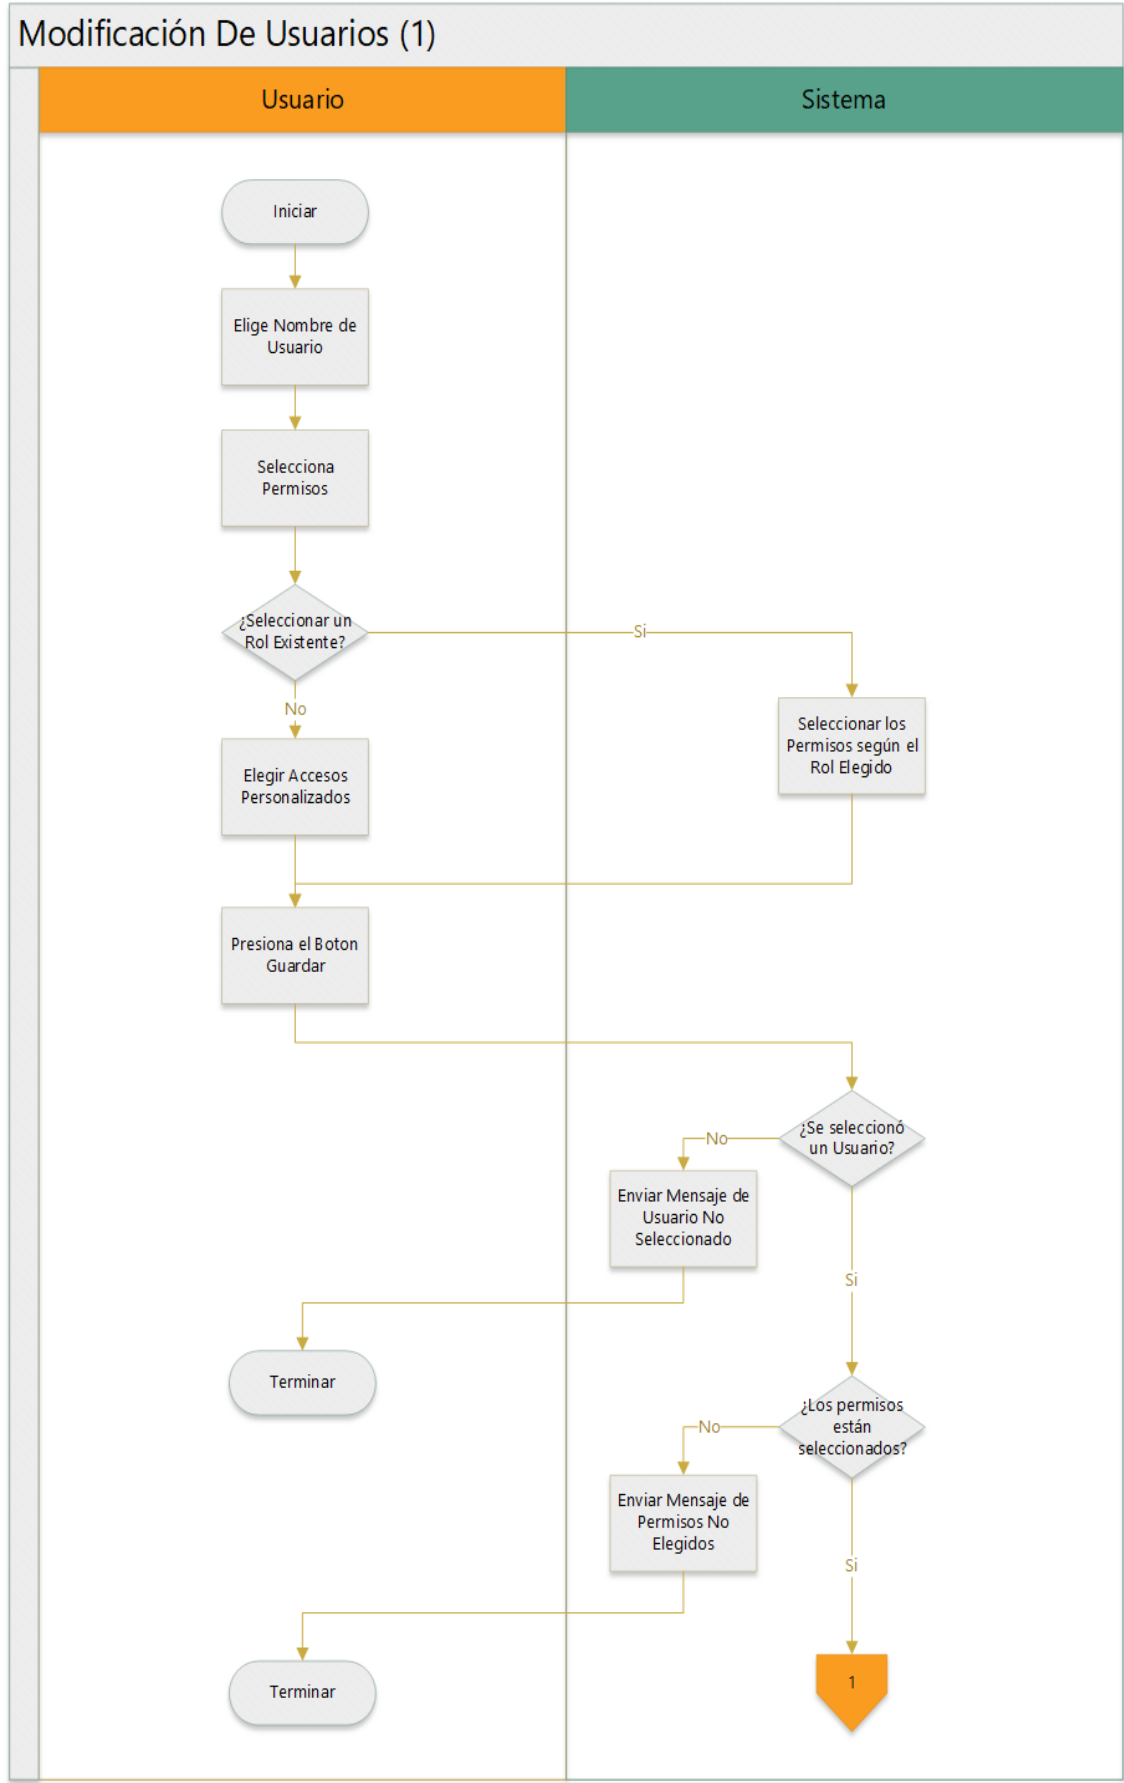 Modificación De Usuarios (1)
Usuario
Sistema
Iniciar
Elige Nombre de
Usuario
Selecciona
Permisos
¿Seleccionar un
Rol Existente?
Si
No
Seleccionar los
Permisos según el
Rol Elegido
Elegir Accesos
Personalizados
Presiona el Boton
Guardar
¿Se seleccionó
un Usuario?
No
Enviar Mensaje de
Usuario No
Seleccionado
Si
Terminar
¿Los permisos
están
seleccionados?
No
Enviar Mensaje de
Permisos No
Elegidos
Si
Terminar
1